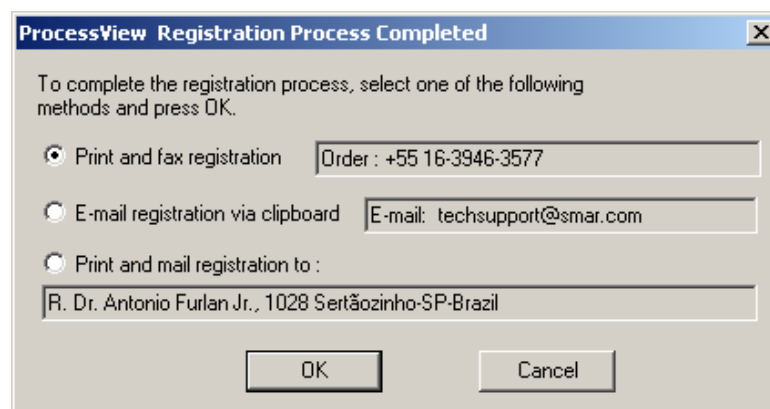 ProcessView Registration Process Completed
To complete the registration process, select one of the following
methods and press OK.
Print and fax registration
Order : +55 16-3946-3577
E-mail registration via clipboard
E-mail: techsupport@smar.com
Print and mail registration to :
R. Dr. Antonio Furlan Jr., 1028 Sertãozinho-SP-Brazil
OK
Cancel